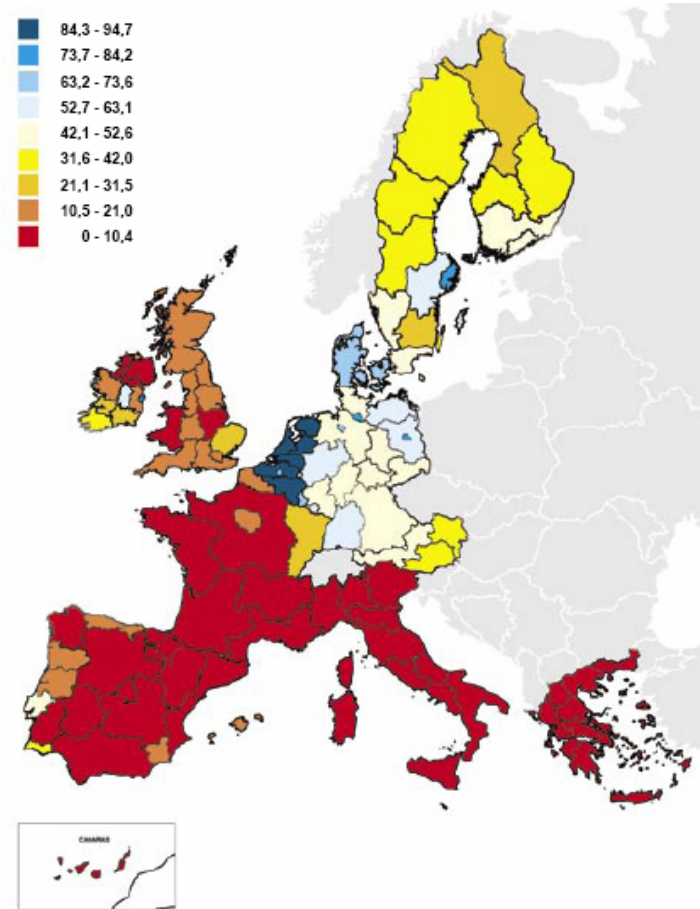 84,3 - 94,7
73,7 - 84,2
63,2 - 73,6
52,7 - 63,1
42,1 - 52,6
31,6 - 42,0
21,1 - 31,5
10,5 - 21,0
0 - 10,4
CANARIAS